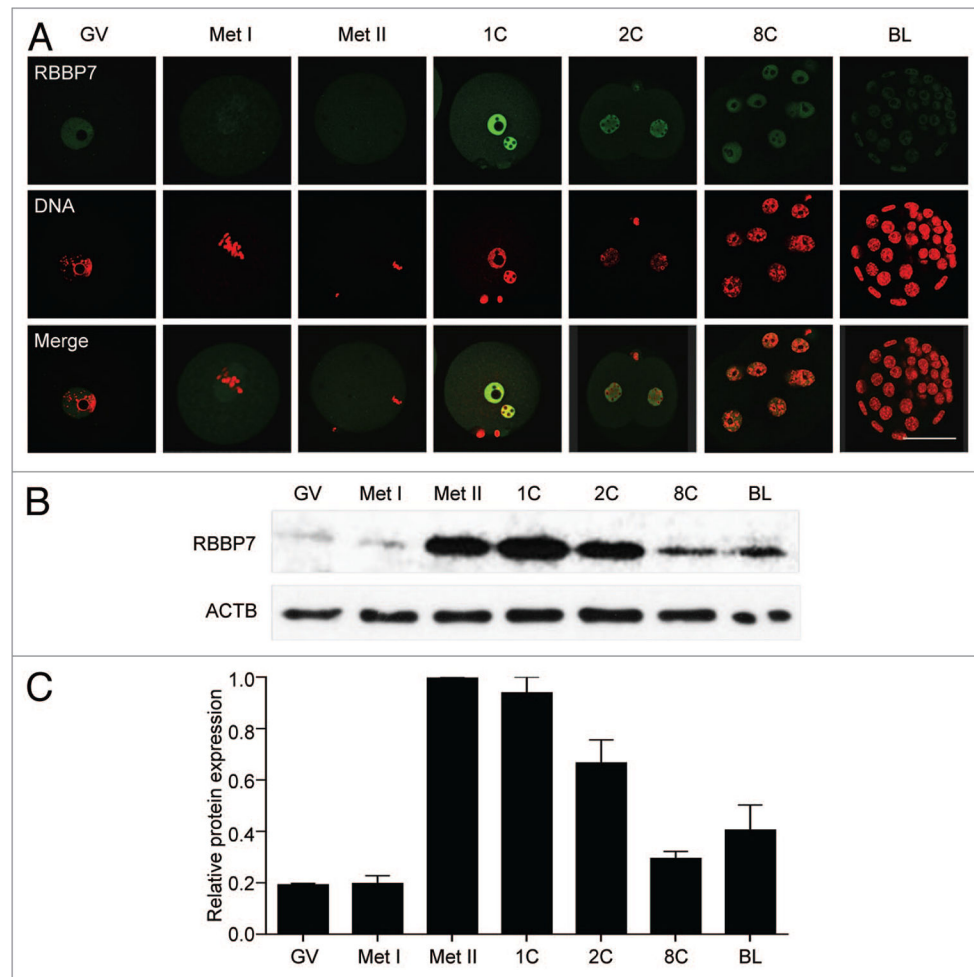 A
GV Met I Met II 1C 2C 8C BL
RBBP7
DNA
Merge
B
GV Met I Met II 1C 2C 8C BL
RBBP7
ACTB
C
Relative protein expression
1.0
0.8
0.6
0.4
0.2
0.0
GV Met I Met II 1C 2C 8C BL